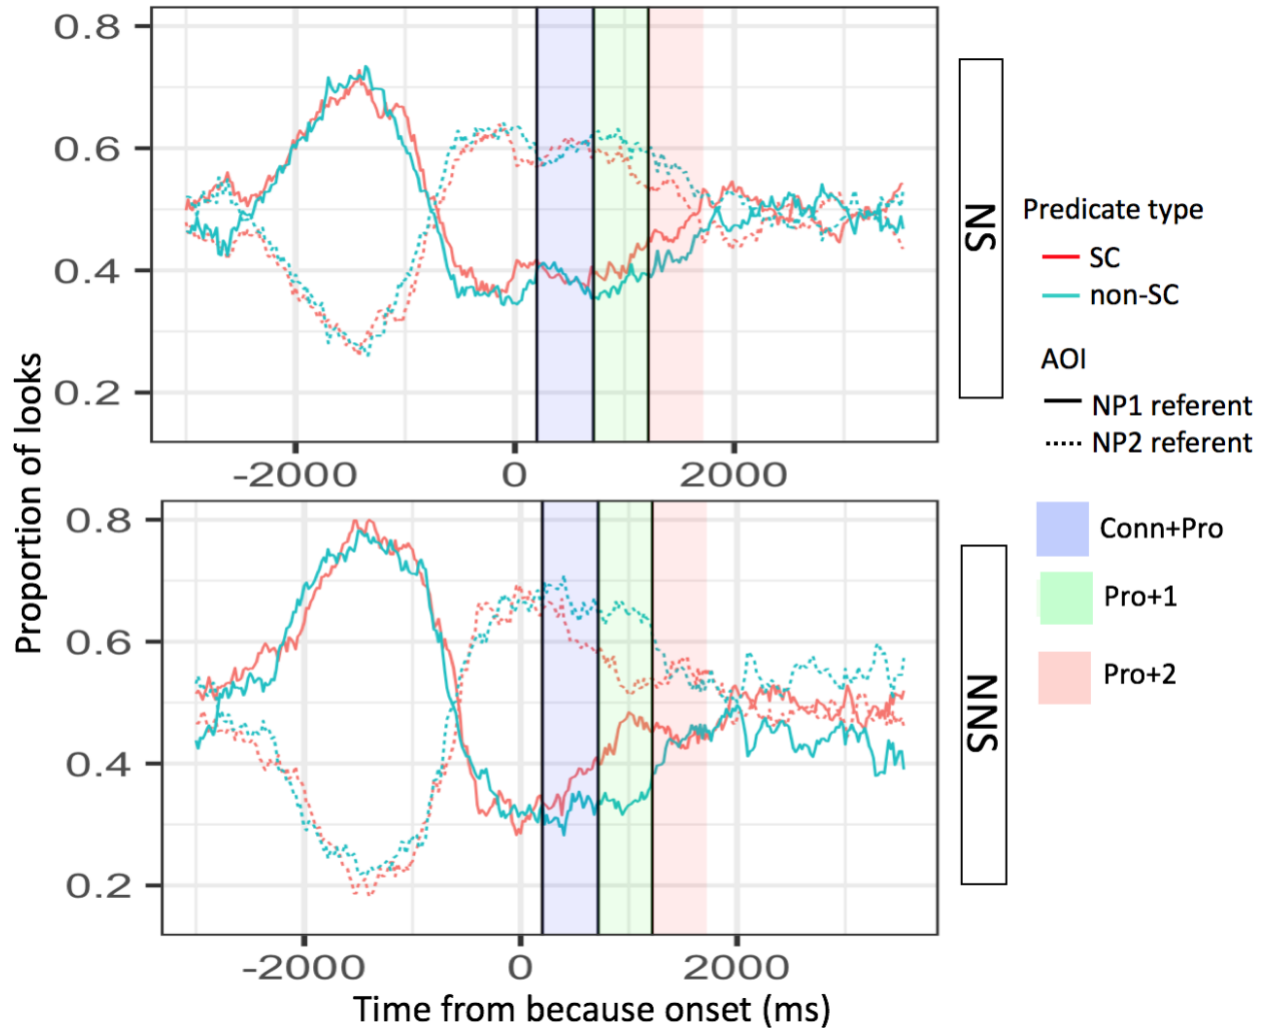 0.8
0.6
0.4
0.2
-2000
0
2000
NS
0.8
0.6
0.4
0.2
-2000
0
2000
NNS
Proportion of looks
Time from because onset (ms)
Predicate type
SC
non-SC
AOI
NP1 referent
NP2 referent
Conn+Pro
Pro+1
Pro+2